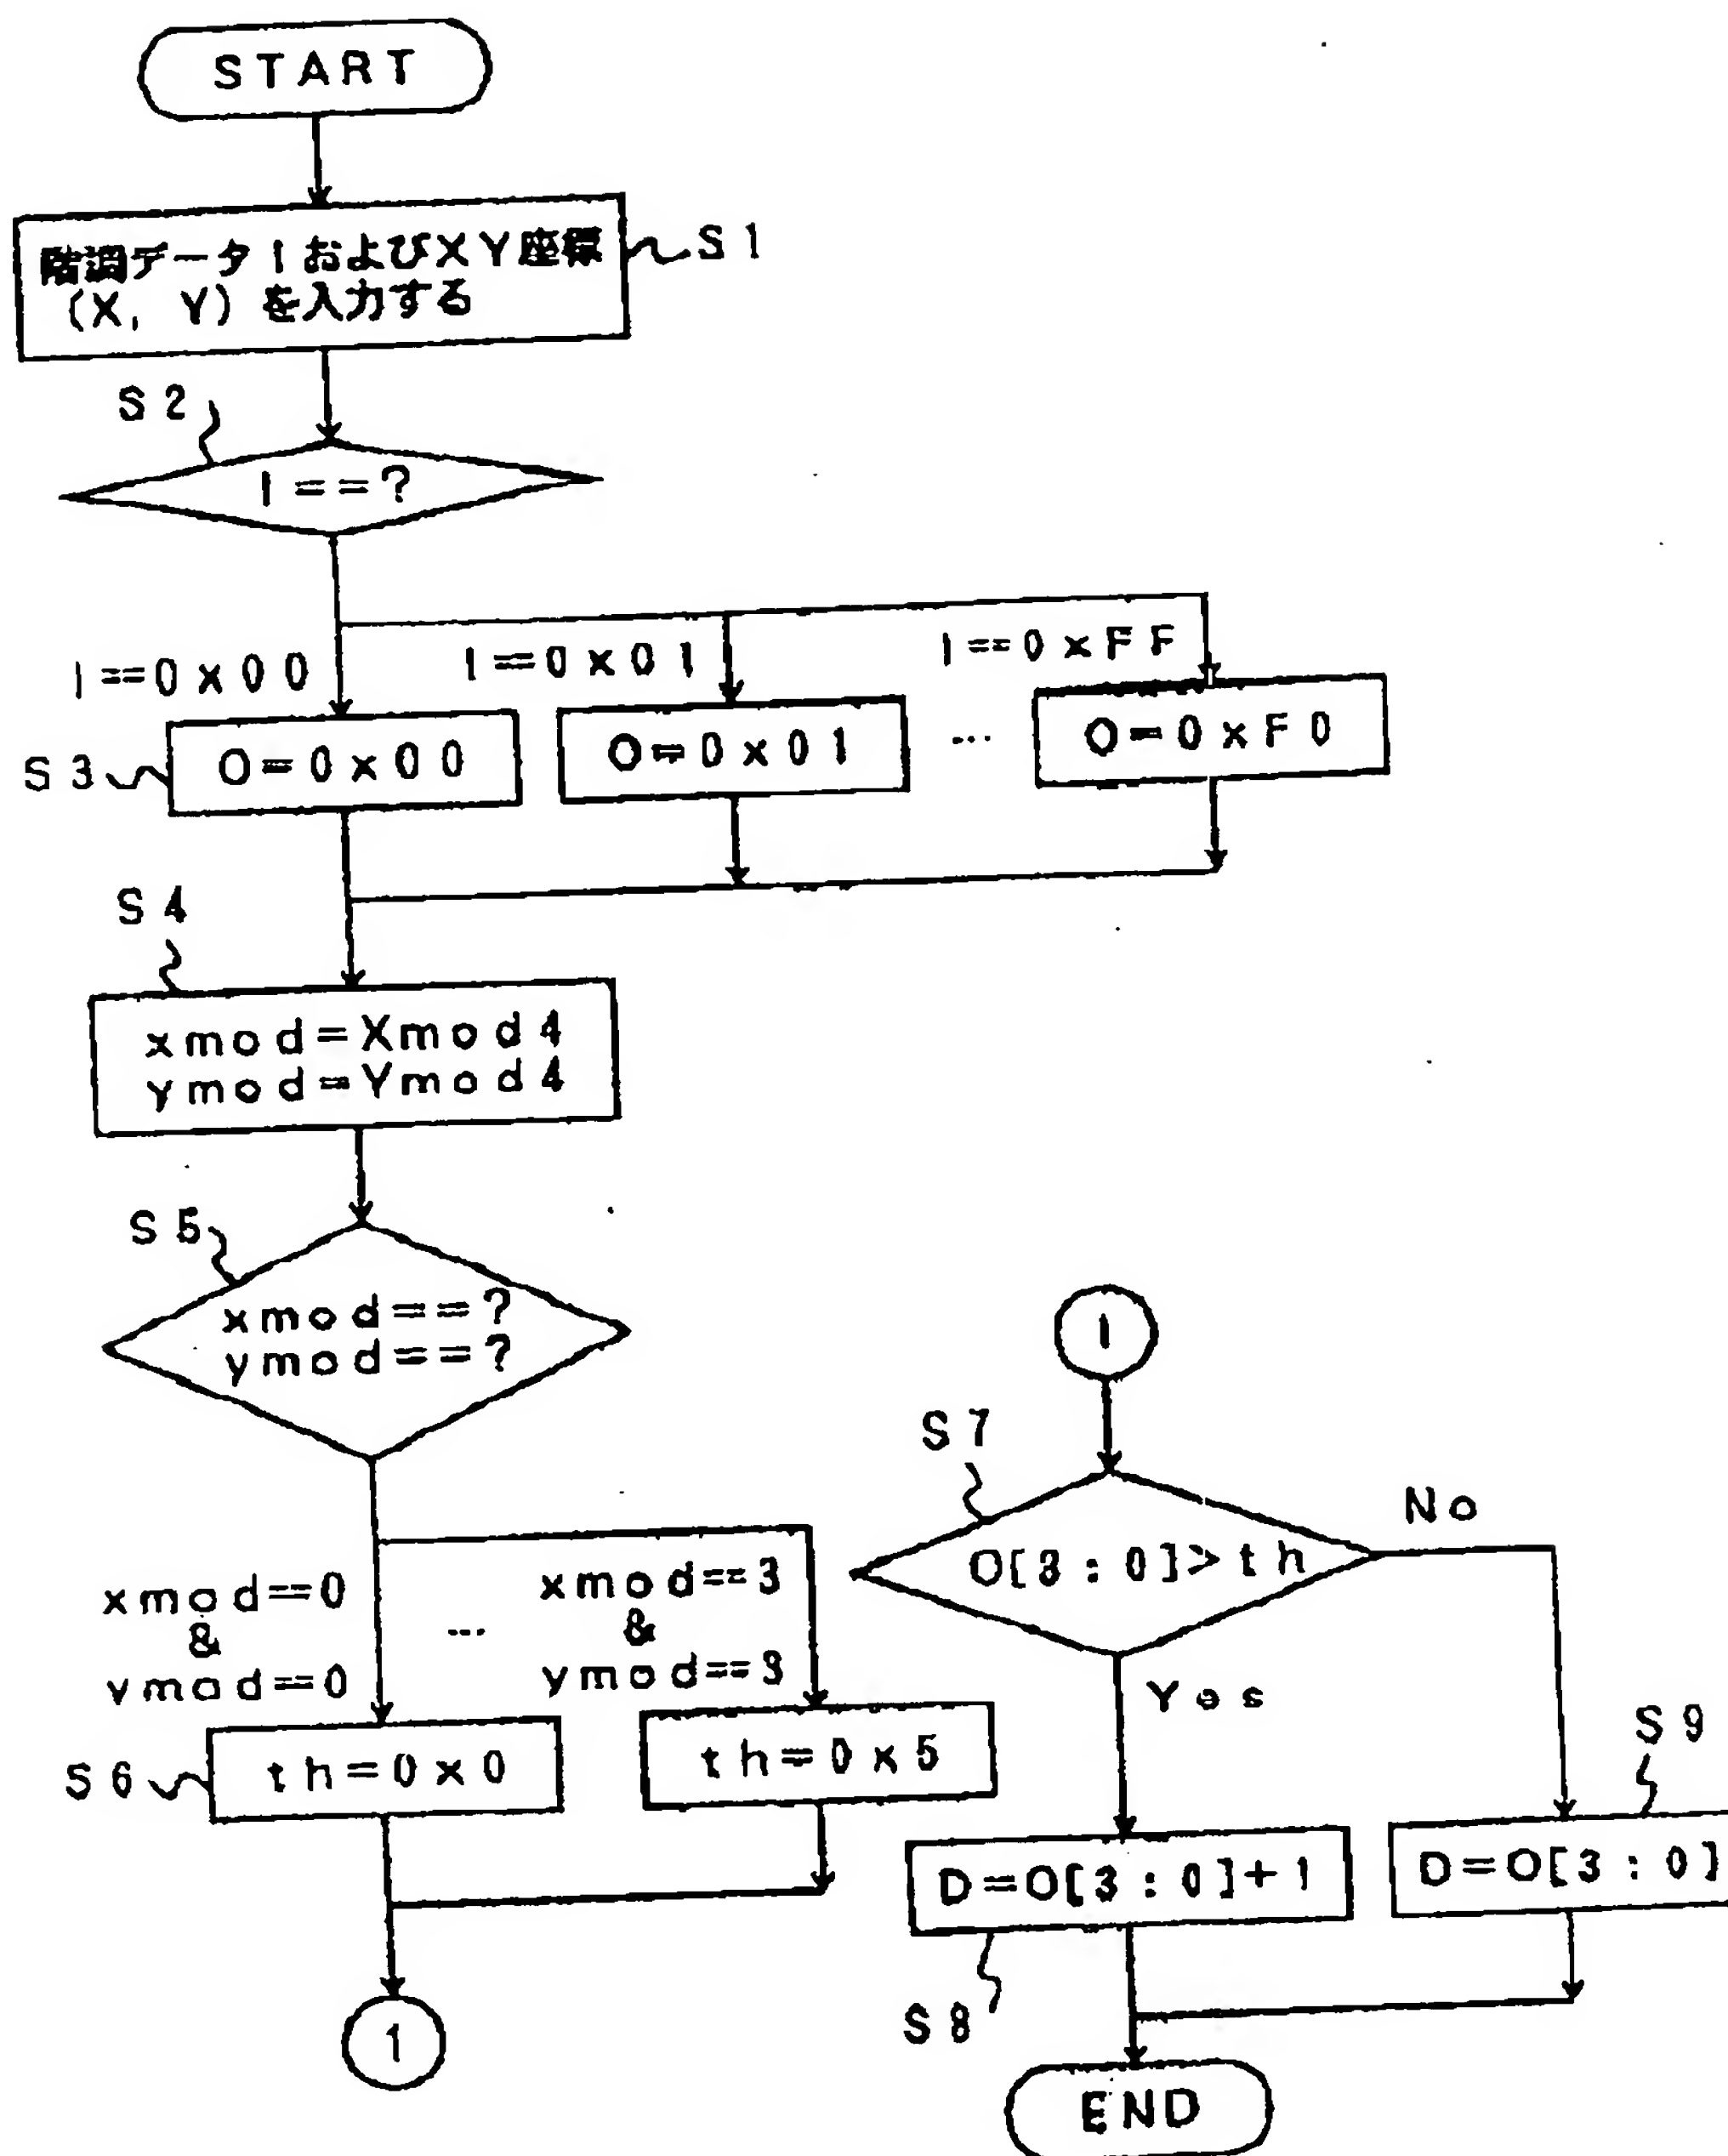 START
階調データIおよびXY座標
(X, Y) を入力する
S1
S2
I==?
I==0x00
I==0x01
I==0xFF
S3
O=0x00
O=0x01
...
O=0xF0
S4
xmod=Xmod4
ymod=Ymod4
S5
xmod==?
ymod==?
xmod==0
&
ymod==0
...
xmod==3
&
ymod==3
S6
th=0x0
th=0x5
1
1
S7
O[3:0]>th
No
Yes
S9
D=O[3:0]+1
D=O[3:0]
S8
END